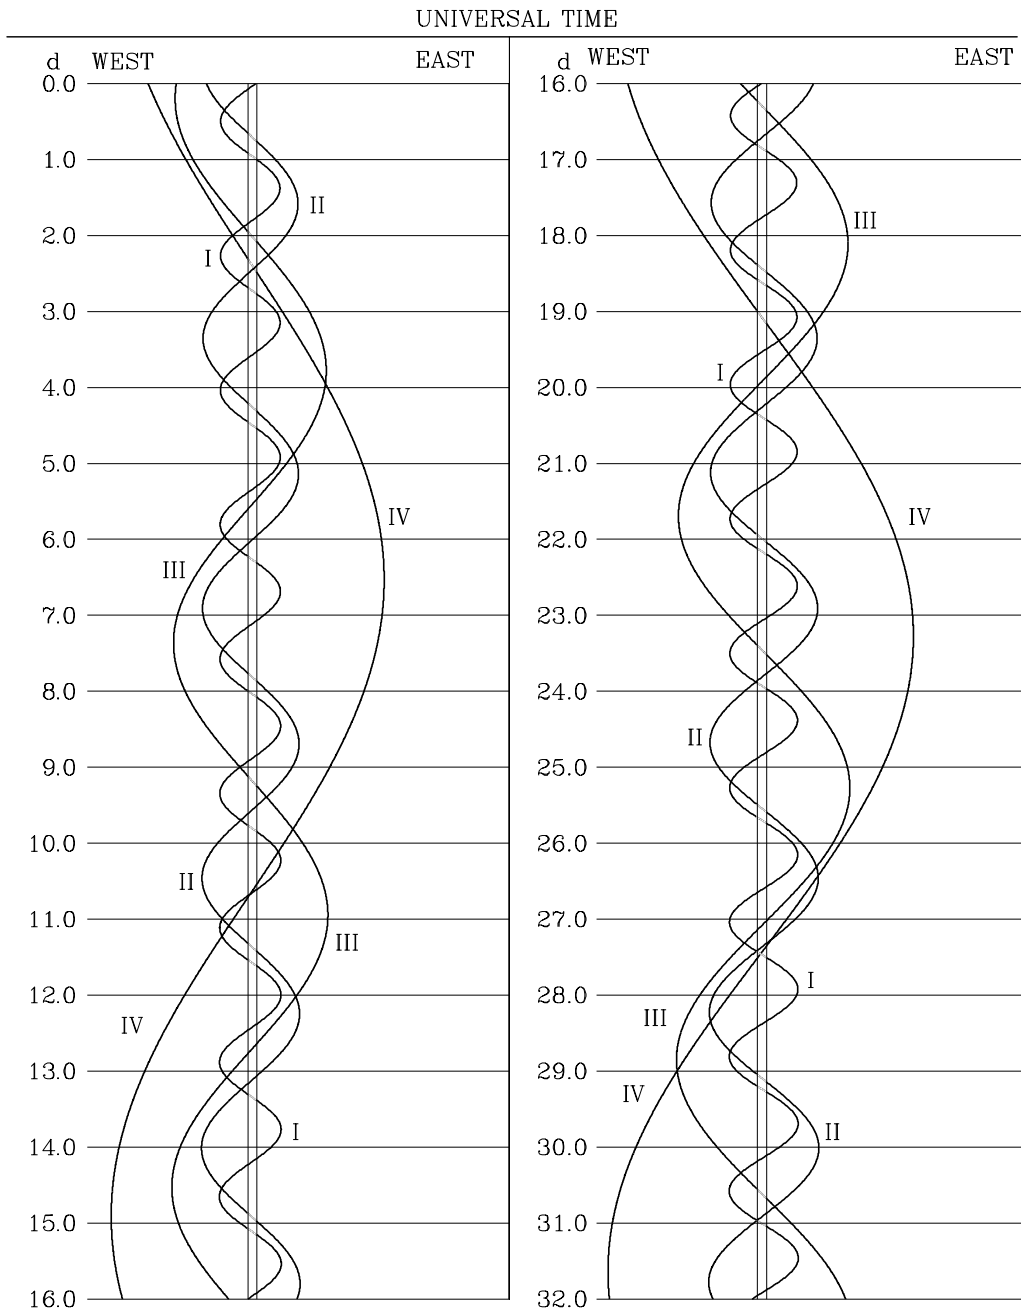 UNIVERSAL TIME
d WEST EAST
0.0
1.0
II
2.0
I
3.0
4.0
5.0
IV
6.0
III
7.0
8.0
9.0
10.0
II
11.0
III
12.0
IV
13.0
I
14.0
15.0
16.0
d WEST EAST
16.0
17.0
III
18.0
19.0
I
20.0
21.0
IV
22.0
23.0
24.0
II
25.0
26.0
27.0
I
28.0
III
29.0
IV
II
30.0
31.0
32.0